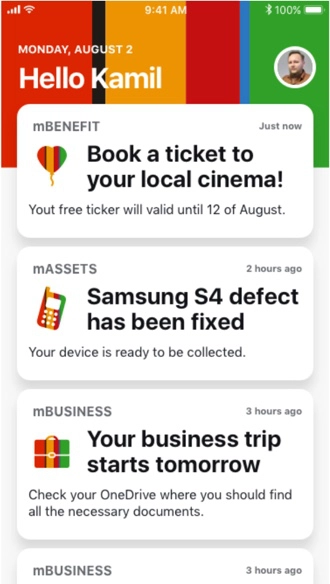 9:41 AM
100%
MONDAY, AUGUST 2
Hello Kamil
mBENEFIT
Just now
Book a ticket to
your local cinema!
Yout free ticker will valid until 12 of August.
mASSETS
2 hours ago
Samsung S4 defect
has been fixed
Your device is ready to be collected.
mBUSINESS
3 hours ago
Your business trip
starts tomorrow
Check your OneDrive where you should find
all the necessary documents.
mBUSINESS
3 hours ago